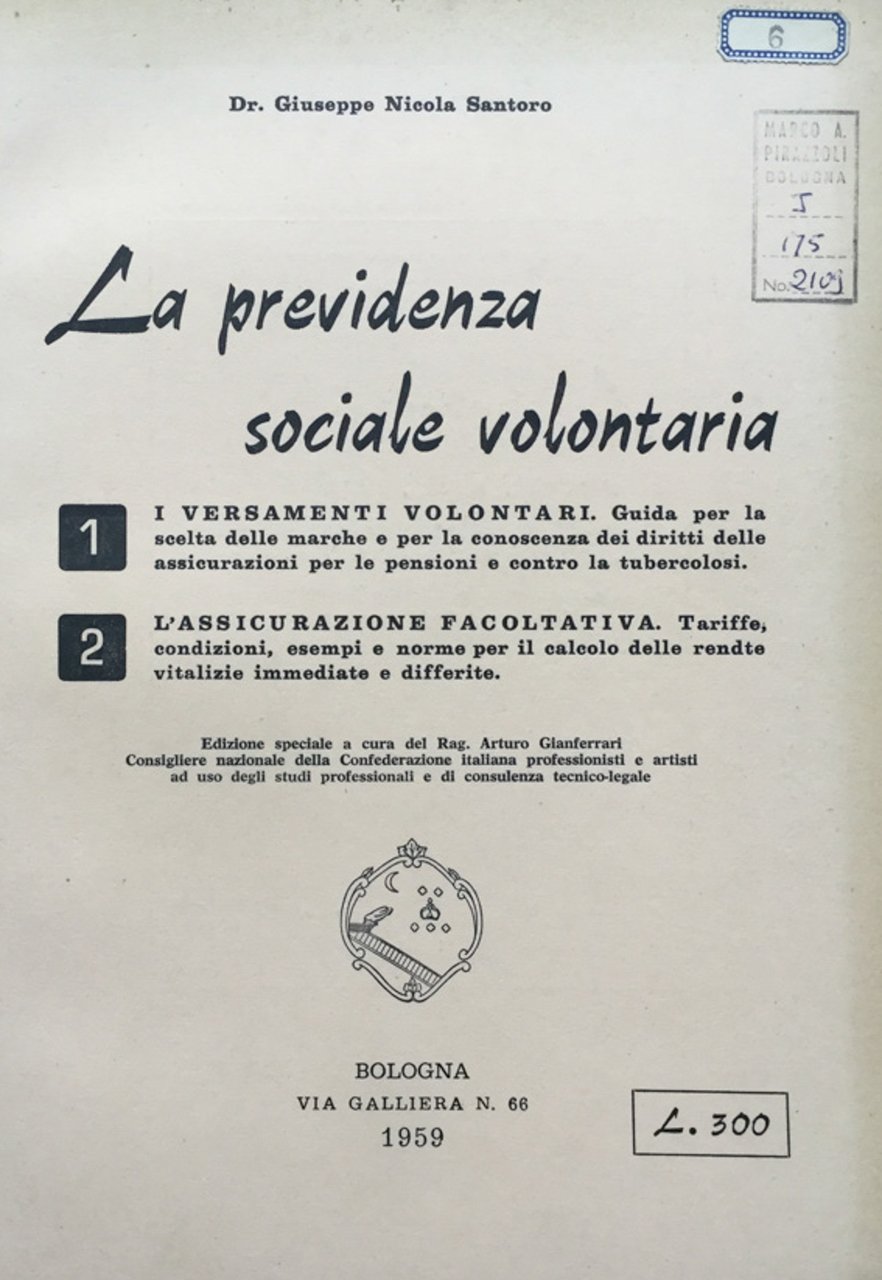 6
Dr. Giuseppe Nicola Santoro
MARCO A.
PIRAZZOLI
BOLOGNA
J
175
No.
La previdenza
sociale volontaria
1
I VERSAMENTI VOLONTARI. Guida per la
scelta delle marche e per la conoscenza dei diritti delle
assicurazioni per le pensioni e contro la tubercolosi.
2
L'ASSICURAZIONE FACOLTATIVA. Tariffe,
condizioni, esempi e norme per il calcolo delle rendte
vitalizie immediate e differite.
Edizione speciale a cura del Rag. Arturo Gianferrari
Consigliere nazionale della Confederazione italiana professionisti e artisti
ad uso degli studi professionali e di consulenza tecnico-legale
BOLOGNA
VIA GALLIERA N. 66
1959
L. 300